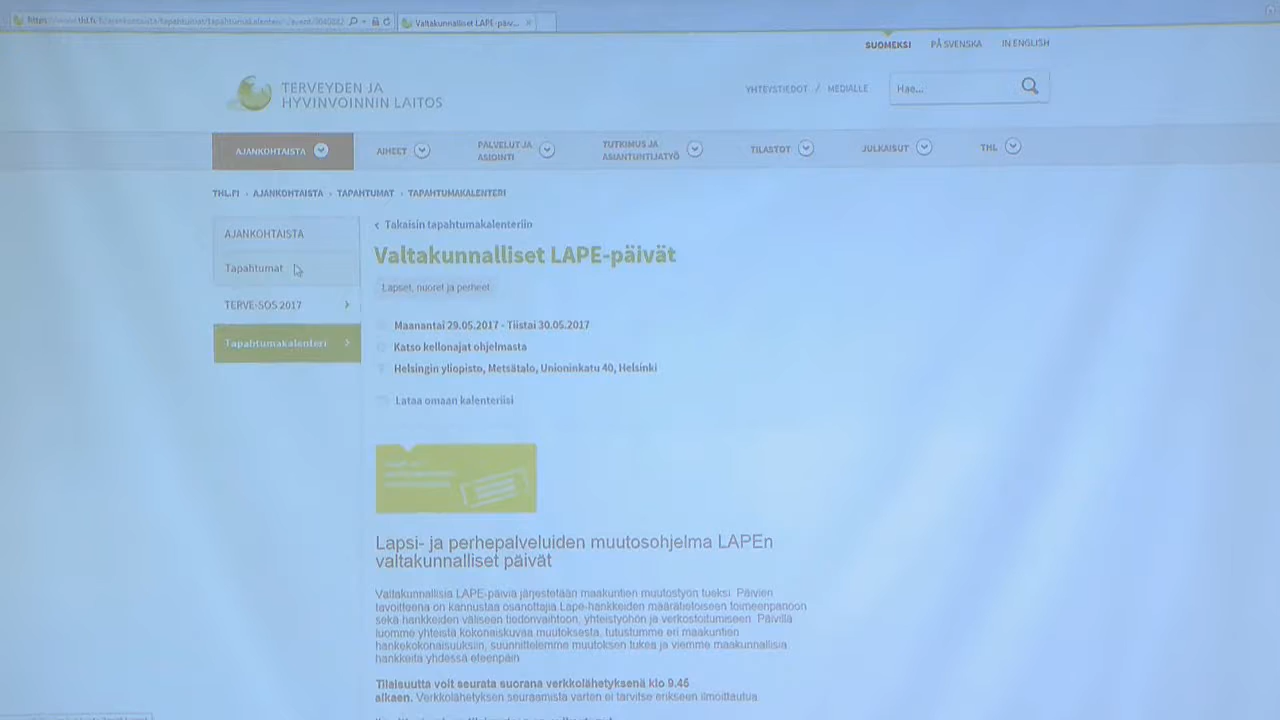 Valtakunnalliset LAPE-päiv...
SUOMEKSI PÅ SVENSKA IN ENGLISH
TERVEYDEN JA
HYVINVOINNIN LAITOS
YHTEYSTIEDOT / MEDIALLE
Hae...
AJANKOHTAISTA
AIHEET
PALVELUT JA
ASIOINTI
TUTKIMUS JA
ASIANTUNTIJATYÖ
TILASTOT
JULKAISUT
THL
THL.FI › AJANKOHTAISTA › TAPAHTUMAT › TAPAHTUMAKALENTERI
AJANKOHTAISTA
Tapahtumat
TERVE-SOS 2017
Tapahtumakalenteri
‹ Takaisin tapahtumakalenteriin
Valtakunnalliset LAPE-päivät
Lapset, nuoret ja perheet
Maanantai 29.05.2017 - Tiistai 30.05.2017
Katso kellonajat ohjelmasta
Helsingin yliopisto, Metsätalo, Unioninkatu 40, Helsinki
Lataa omaan kalenteriisi
Lapsi- ja perhepalveluiden muutosohjelma LAPEn
valtakunnalliset päivät
Valtakunnallisia LAPE-päiviä järjestetään maakuntien muutostyön tueksi. Päivien
tavoitteena on kannustaa osanottajia Lape-hankkeiden määrätietoiseen toimeenpanoon
sekä hankkeiden väliseen tiedonvaihtoon, yhteistyöhön ja verkostoitumiseen. Päivillä
luomme yhteistä kokonaiskuvaa muutoksesta, tutustumme eri maakuntien
hankekokonaisuuksiin, suunnittelemme muutoksen tukea ja viemme maakunnallisia
hankkeita yhdessä eteenpäin.
Tilaisuutta voit seurata suorana verkkolähetyksenä klo 9.45
alkaen. Verkkolähetyksen seuraamista varten ei tarvitse erikseen ilmoittautua.